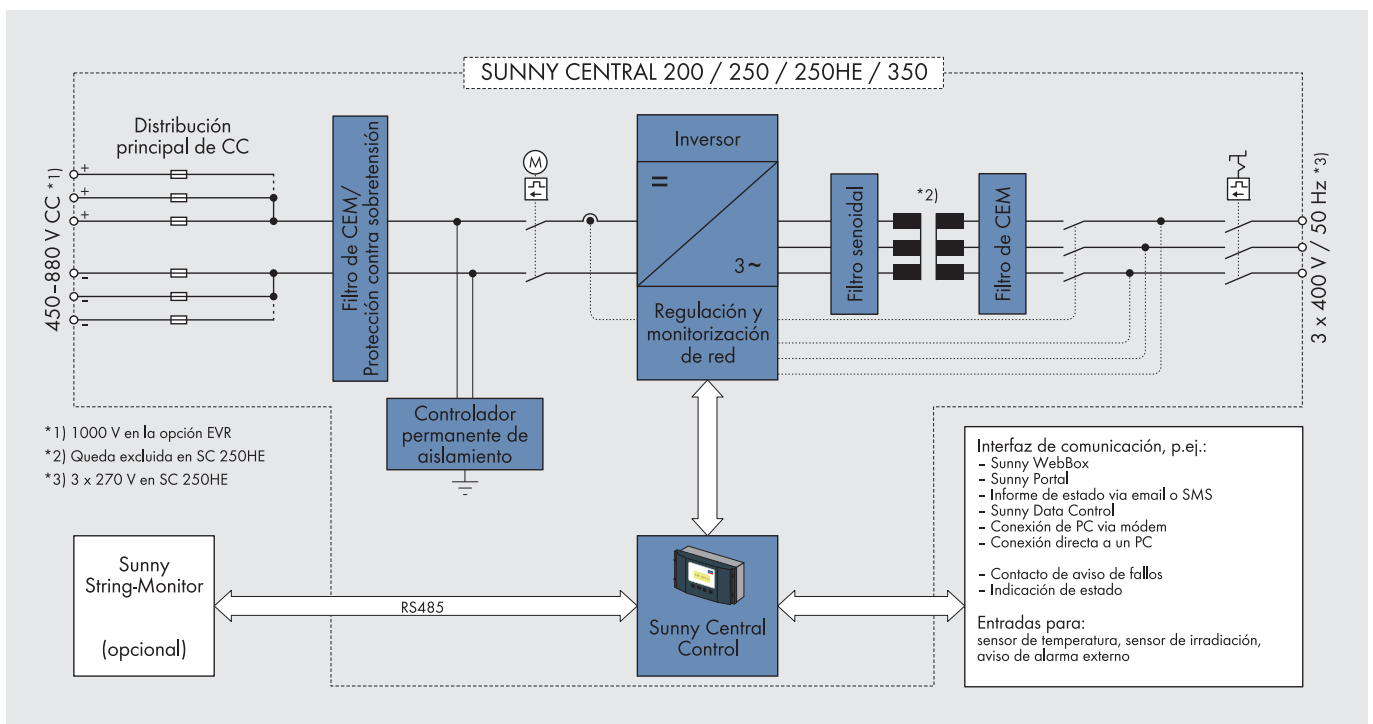 SUNNY CENTRAL 200 / 250 / 250HE / 350
Distribución
principal de CC
450–880 V CC *1)
+
+
+
-
-
-
Filtro de CEM/
Protección contra sobretensión
M
Inversor
=
3~
Regulación y
monitorización
de red
Filtro senoidal
*2)
Filtro de CEM
3 x 400 V / 50 Hz *3)
Controlador
permanente de
aislamiento
*1) 1000 V en la opción EVR
*2) Queda excluida en SC 250HE
*3) 3 x 270 V en SC 250HE
Sunny
String-Monitor
(opcional)
RS485
Sunny Central
Control
Interfaz de comunicación, p.ej.:
– Sunny WebBox
– Sunny Portal
– Informe de estado via email o SMS
– Sunny Data Control
– Conexión de PC via módem
– Conexión directa a un PC
– Contacto de aviso de fallos
– Indicación de estado
Entradas para:
sensor de temperatura, sensor de irradiación,
aviso de alarma externo